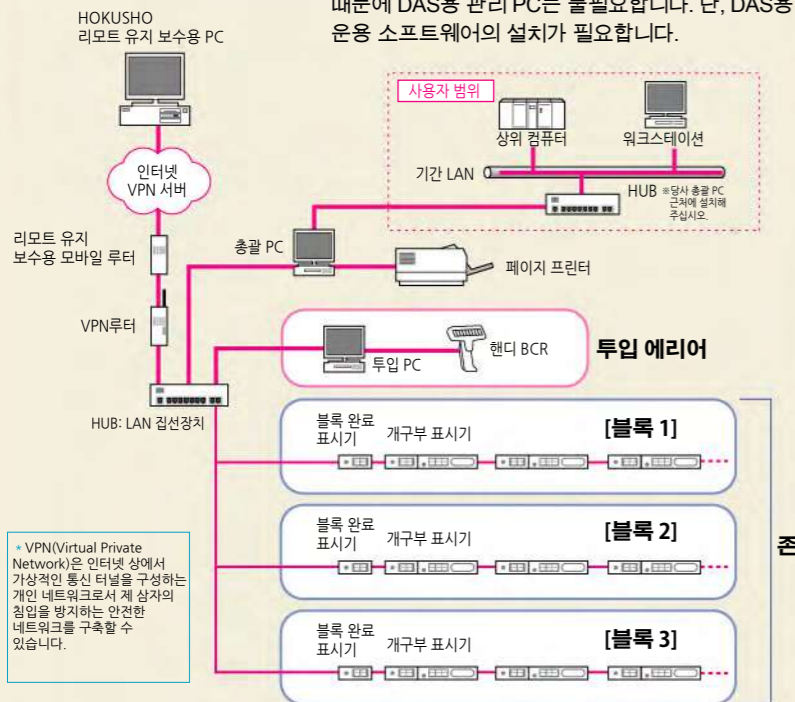 때문에 DAS용 관리 PC는 불필요합니다. 단, DAS용
운용 소프트웨어의 설치가 필요합니다.
HOKUSHO
리모트 유지 보수용 PC
사용자 범위
상위 컴퓨터
워크스테이션
인터넷
VPN 서버
기간 LAN
HUB
※당사 총괄 PC
근처에 설치해
주십시오.
리모트 유지
보수용 모바일 루터
총괄 PC
페이지 프린터
VPN루터
투입 PC
핸디 BCR
투입 에리어
HUB: LAN 집선장치
블록 완료
표시기
개구부 표시기
[블록 1]
블록 완료
표시기
개구부 표시기
[블록 2]
존
* VPN(Virtual Private
Network)은 인터넷 상에서
가상적인 통신 터널을 구성하는
개인 네트워크로서 제 삼자의
침입을 방지하는 안전한
네트워크를 구축할 수
있습니다.
블록 완료
표시기
개구부 표시기
[블록 3]